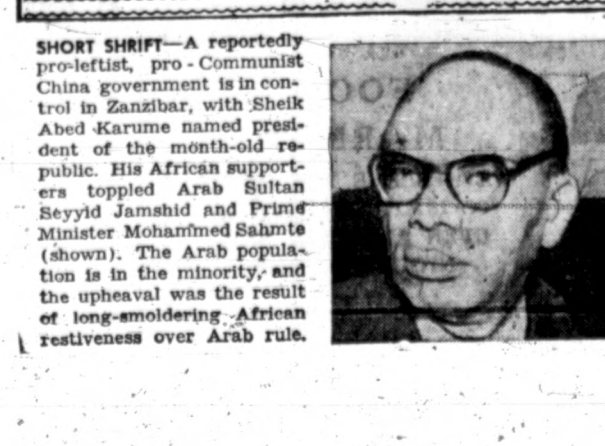 SHORT SHRIFT—A reportedly
pro-leftist, pro - Communist
China government is in con-
trol in Zanzibar, with Sheik
Abed Karume named presi-
dent of the month-old re-
public. His African support-
ers toppled Arab Sultan
Seyyid Jamshid and Prime
Minister Mohammed Sahmte
(shown). The Arab popula-
tion is in the minority, and
the upheaval was the result
of long-smoldering African
restiveness over Arab rule.